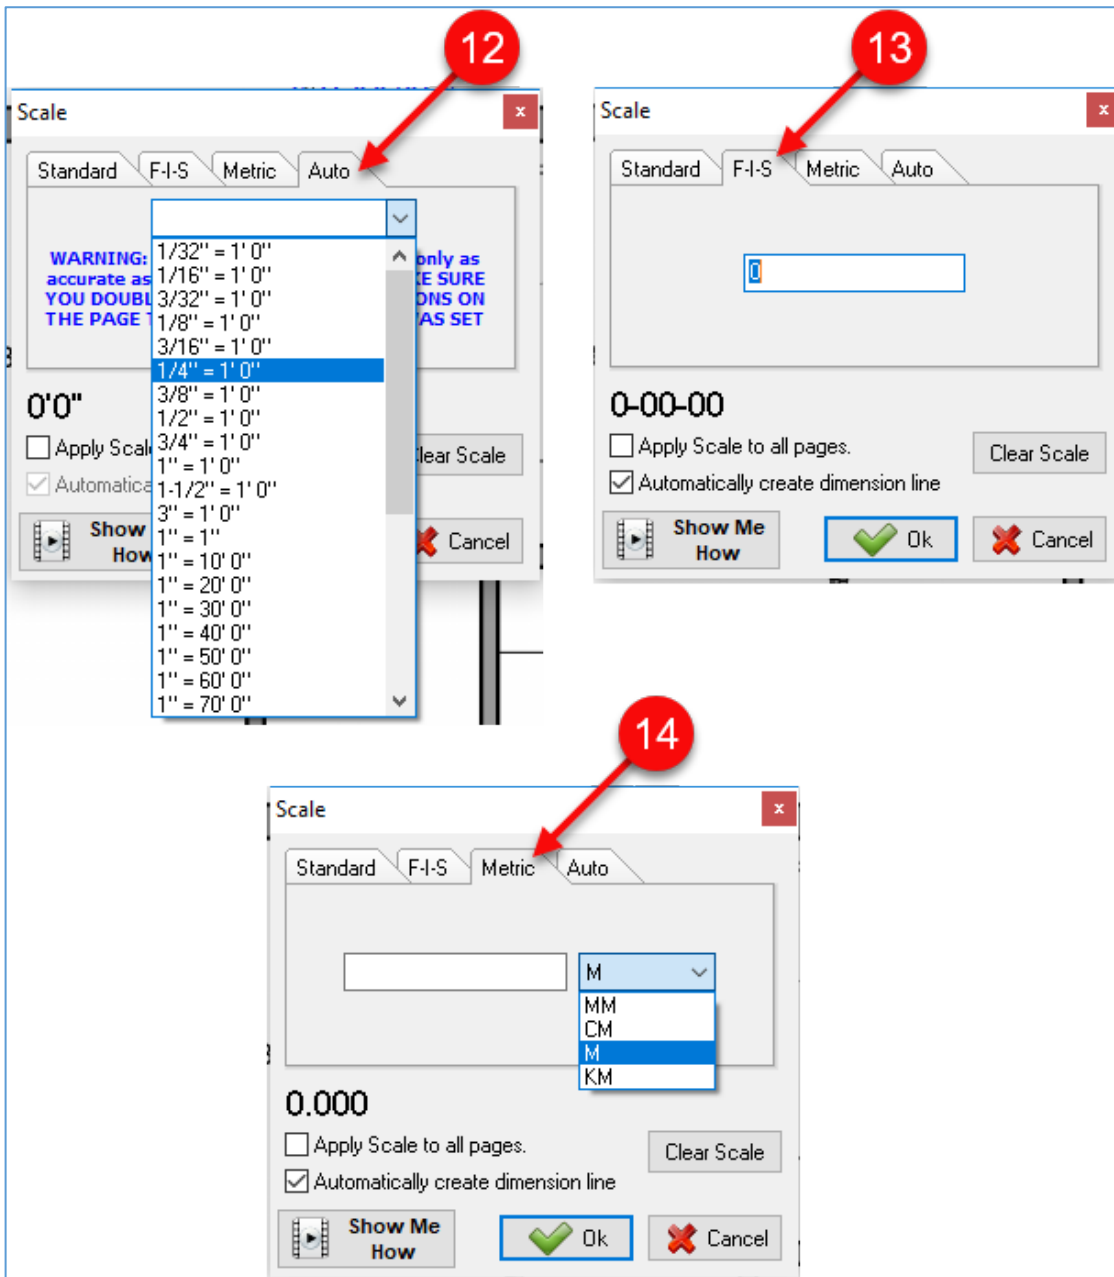 12
Scale
x
Standard F-I-S Metric Auto
WARNING: only as
accurate as KE SURE
YOU DOUBL ONS ON
THE PAGE T AS SET
1/32" = 1' 0"
1/16" = 1' 0"
3/32" = 1' 0"
1/8" = 1' 0"
3/16" = 1' 0"
1/4" = 1' 0"
3/8" = 1' 0"
1/2" = 1' 0"
3/4" = 1' 0"
1" = 1' 0"
1-1/2" = 1' 0"
3" = 1' 0"
1" = 1"
1" = 10' 0"
1" = 20' 0"
1" = 30' 0"
1" = 40' 0"
1" = 50' 0"
1" = 60' 0"
1" = 70' 0"
0'0"
Apply Scale
Clear Scale
Automatica
Show
How
Cancel
13
Scale
x
Standard F-I-S Metric Auto
0
0-00-00
Apply Scale to all pages.
Automatically create dimension line
Clear Scale
Show Me
How
Ok
Cancel
14
Scale
x
Standard F-I-S Metric Auto
M
MM
CM
M
KM
0.000
Apply Scale to all pages.
Automatically create dimension line
Clear Scale
Show Me
How
Ok
Cancel